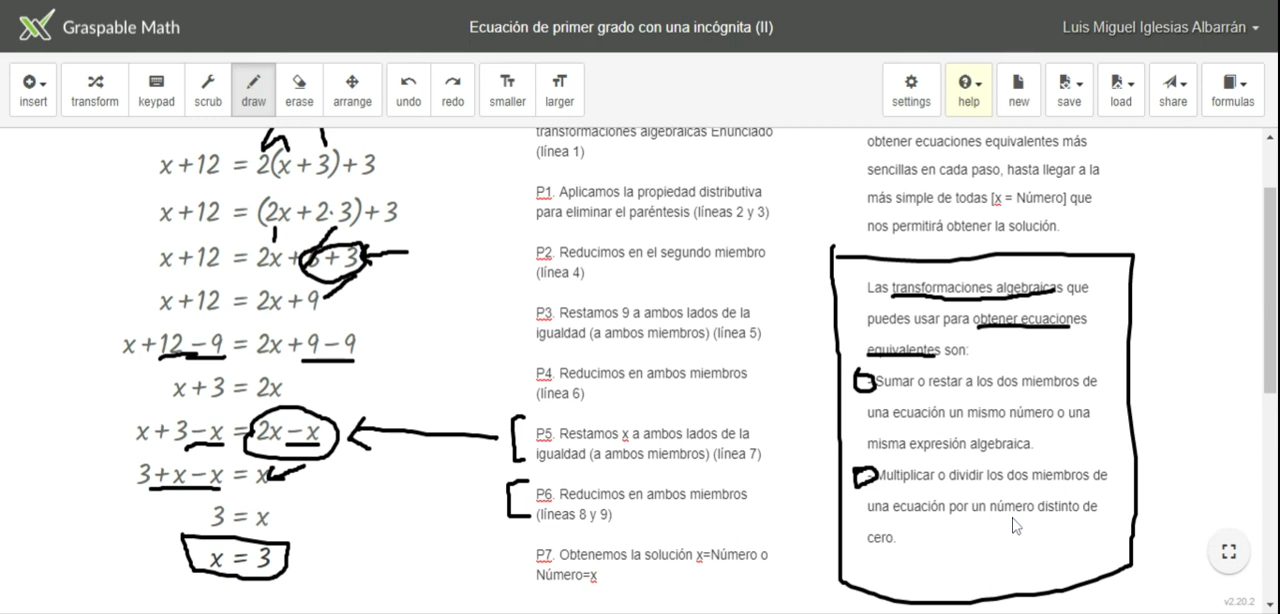 Graspable Math
Ecuación de primer grado con una incógnita (II)
Luis Miguel Iglesias Albarrán
insert
transform
keypad
scrub
draw
erase
arrange
undo
redo
smaller
larger
settings
help
new
save
load
share
formulas
x+12 = 2(x+3)+3
x+12 = (2x+2·3)+3
x+12 = 2x+6+3
x+12 = 2x+9
x+12-9 = 2x+9-9
x+3 = 2x
x+3-x = 2x-x
3+x-x = x
3 = x
x = 3
transformaciones algebraicas Enunciado
(línea 1)
P1. Aplicamos la propiedad distributiva
para eliminar el paréntesis (líneas 2 y 3)
P2. Reducimos en el segundo miembro
(línea 4)
P3. Restamos 9 a ambos lados de la
igualdad (a ambos miembros) (línea 5)
P4. Reducimos en ambos miembros
(línea 6)
P5. Restamos x a ambos lados de la
igualdad (a ambos miembros) (línea 7)
P6. Reducimos en ambos miembros
(líneas 8 y 9)
P7. Obtenemos la solución x=Número o
Número=x
obtener ecuaciones equivalentes más
sencillas en cada paso, hasta llegar a la
más simple de todas [x = Número] que
nos permitirá obtener la solución.
Las transformaciones algebraicas que
puedes usar para obtener ecuaciones
equivalentes son:
- Sumar o restar a los dos miembros de
una ecuación un mismo número o una
misma expresión algebraica.
- Multiplicar o dividir los dos miembros de
una ecuación por un número distinto de
cero.
v2.20.2